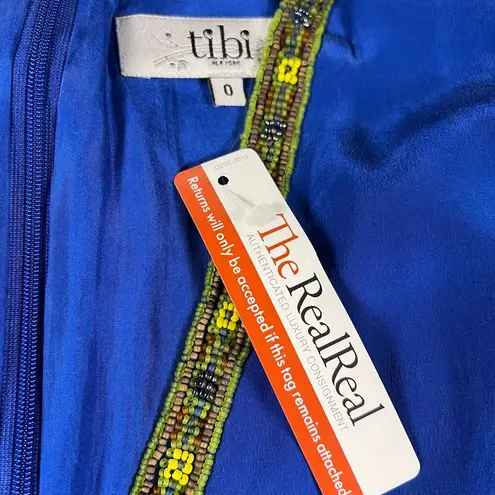 tibi
NEW YORK
0
The RealReal
AUTHENTICATED LUXURY CONSIGNMENT
Returns will only be accepted if this tag remains attached